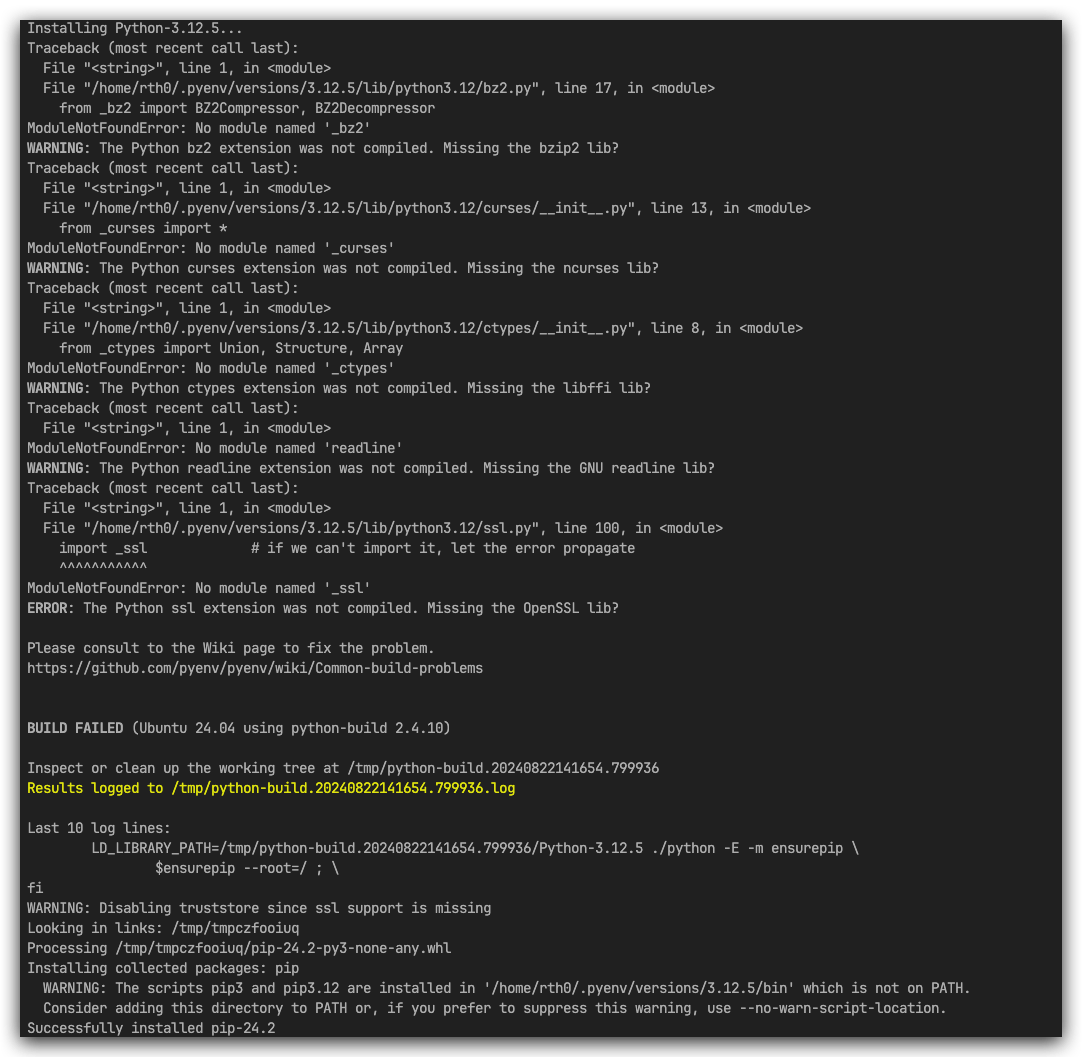 Installing Python-3.12.5...
Traceback (most recent call last):
  File "<string>", line 1, in <module>
  File "/home/rth0/.pyenv/versions/3.12.5/lib/python3.12/bz2.py", line 17, in <module>
    from _bz2 import BZ2Compressor, BZ2Decompressor
ModuleNotFoundError: No module named '_bz2'
WARNING: The Python bz2 extension was not compiled. Missing the bzip2 lib?
Traceback (most recent call last):
  File "<string>", line 1, in <module>
  File "/home/rth0/.pyenv/versions/3.12.5/lib/python3.12/curses/__init__.py", line 13, in <module>
    from _curses import *
ModuleNotFoundError: No module named '_curses'
WARNING: The Python curses extension was not compiled. Missing the ncurses lib?
Traceback (most recent call last):
  File "<string>", line 1, in <module>
  File "/home/rth0/.pyenv/versions/3.12.5/lib/python3.12/ctypes/__init__.py", line 8, in <module>
    from _ctypes import Union, Structure, Array
ModuleNotFoundError: No module named '_ctypes'
WARNING: The Python ctypes extension was not compiled. Missing the libffi lib?
Traceback (most recent call last):
  File "<string>", line 1, in <module>
ModuleNotFoundError: No module named 'readline'
WARNING: The Python readline extension was not compiled. Missing the GNU readline lib?
Traceback (most recent call last):
  File "<string>", line 1, in <module>
  File "/home/rth0/.pyenv/versions/3.12.5/lib/python3.12/ssl.py", line 100, in <module>
    import _ssl             # if we can't import it, let the error propagate
    ^^^^^^^^^^^
ModuleNotFoundError: No module named '_ssl'
ERROR: The Python ssl extension was not compiled. Missing the OpenSSL lib?

Please consult to the Wiki page to fix the problem.
https://github.com/pyenv/pyenv/wiki/Common-build-problems


BUILD FAILED (Ubuntu 24.04 using python-build 2.4.10)

Inspect or clean up the working tree at /tmp/python-build.20240822141654.799936
Results logged to /tmp/python-build.20240822141654.799936.log

Last 10 log lines:
        LD_LIBRARY_PATH=/tmp/python-build.20240822141654.799936/Python-3.12.5 ./python -E -m ensurepip \
                $ensurepip --root=/ ; \
fi
WARNING: Disabling truststore since ssl support is missing
Looking in links: /tmp/tmpczfooiuq
Processing /tmp/tmpczfooiuq/pip-24.2-py3-none-any.whl
Installing collected packages: pip
  WARNING: The scripts pip3 and pip3.12 are installed in '/home/rth0/.pyenv/versions/3.12.5/bin' which is not on PATH.
  Consider adding this directory to PATH or, if you prefer to suppress this warning, use --no-warn-script-location.
Successfully installed pip-24.2